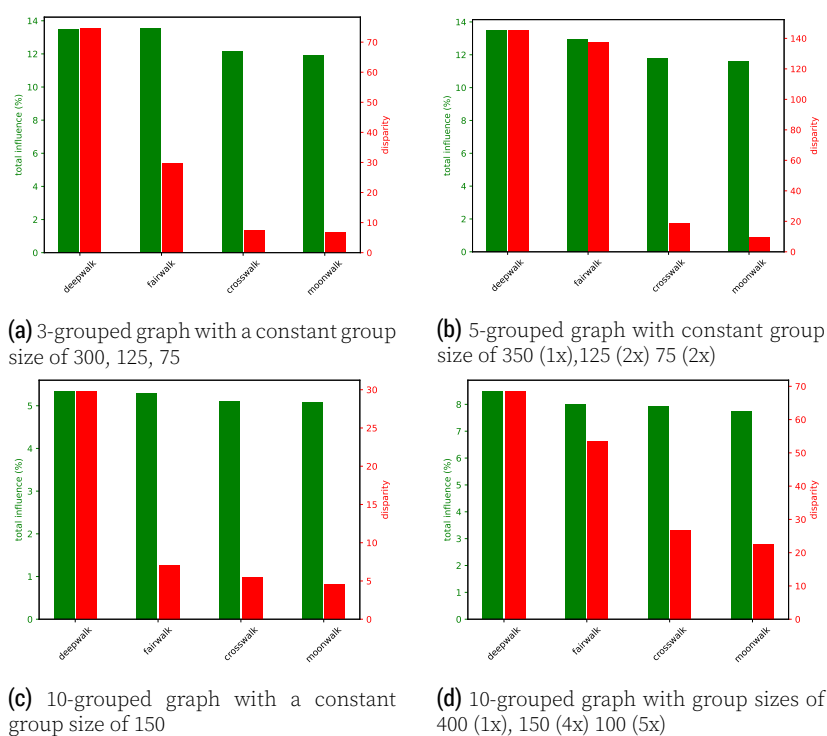 14
12
10
8
6
4
2
0
total influence (%)
70
60
50
40
30
20
10
0
disparity
deepwalk
fairwalk
crosswalk
moonwalk
(a) 3-grouped graph with a constant group
size of 300, 125, 75
14
12
10
8
6
4
2
0
total influence (%)
140
120
100
80
60
40
20
0
disparity
deepwalk
fairwalk
crosswalk
moonwalk
(b) 5-grouped graph with constant group
size of 350 (1x),125 (2x) 75 (2x)
5
4
3
2
1
0
total influence (%)
30
25
20
15
10
5
0
disparity
deepwalk
fairwalk
crosswalk
moonwalk
(c) 10-grouped graph with a constant
group size of 150
8
7
6
5
4
3
2
1
0
total influence (%)
70
60
50
40
30
20
10
0
disparity
deepwalk
fairwalk
crosswalk
moonwalk
(d) 10-grouped graph with group sizes of
400 (1x), 150 (4x) 100 (5x)